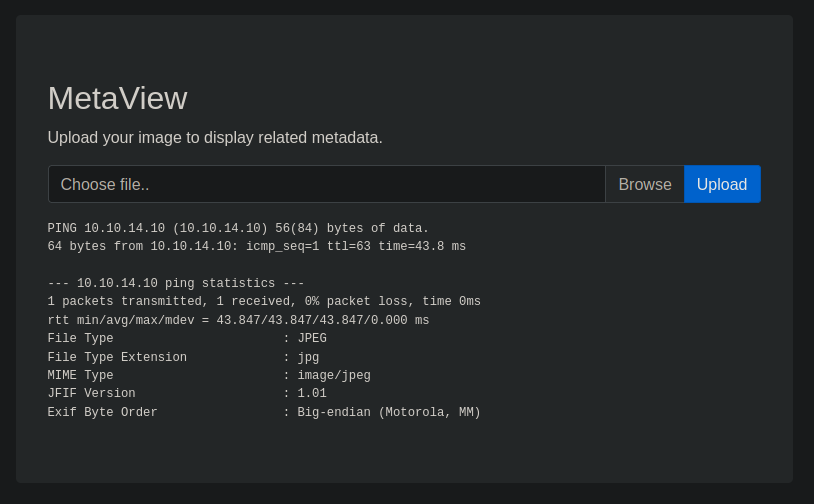 MetaView
Upload your image to display related metadata.
Choose file.. Browse Upload
PING 10.10.14.10 (10.10.14.10) 56(84) bytes of data.
64 bytes from 10.10.14.10: icmp_seq=1 ttl=63 time=43.8 ms
--- 10.10.14.10 ping statistics ---
1 packets transmitted, 1 received, 0% packet loss, time 0ms
rtt min/avg/max/mdev = 43.847/43.847/43.847/0.000 ms
File Type                       : JPEG
File Type Extension             : jpg
MIME Type                       : image/jpeg
JFIF Version                    : 1.01
Exif Byte Order                 : Big-endian (Motorola, MM)